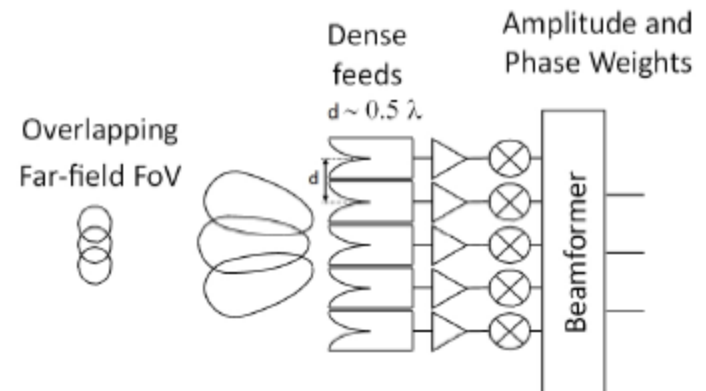 Amplitude and
Phase Weights
Dense
feeds
d ~ 0.5 λ
Overlapping
Far-field FoV
d
Beamformer